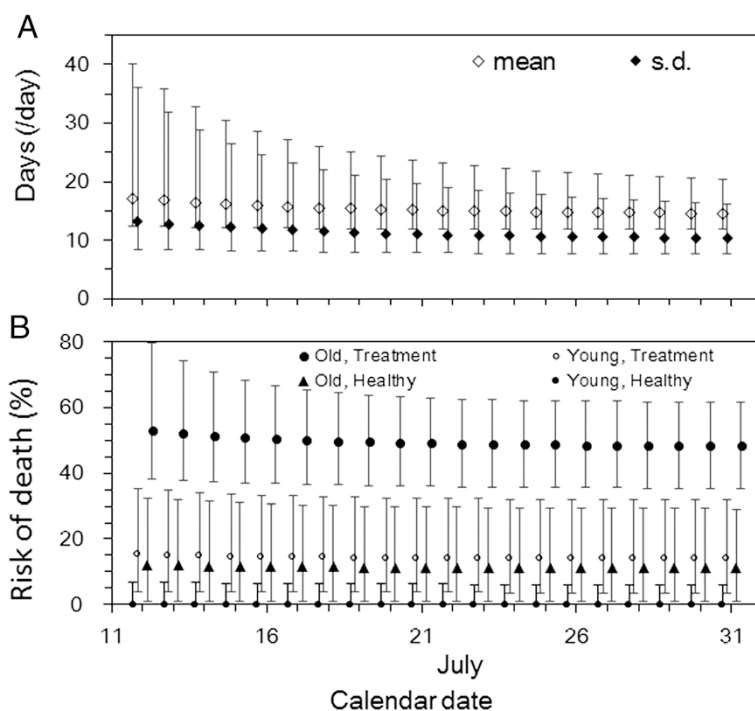 A
mean s.d.
40
30
20
10
0
Days (/day)
B
80
60
40
20
0
Risk of death (%)
Old, Treatment Young, Treatment
Old, Healthy Young, Healthy
11 16 21 26 31
July
Calendar date